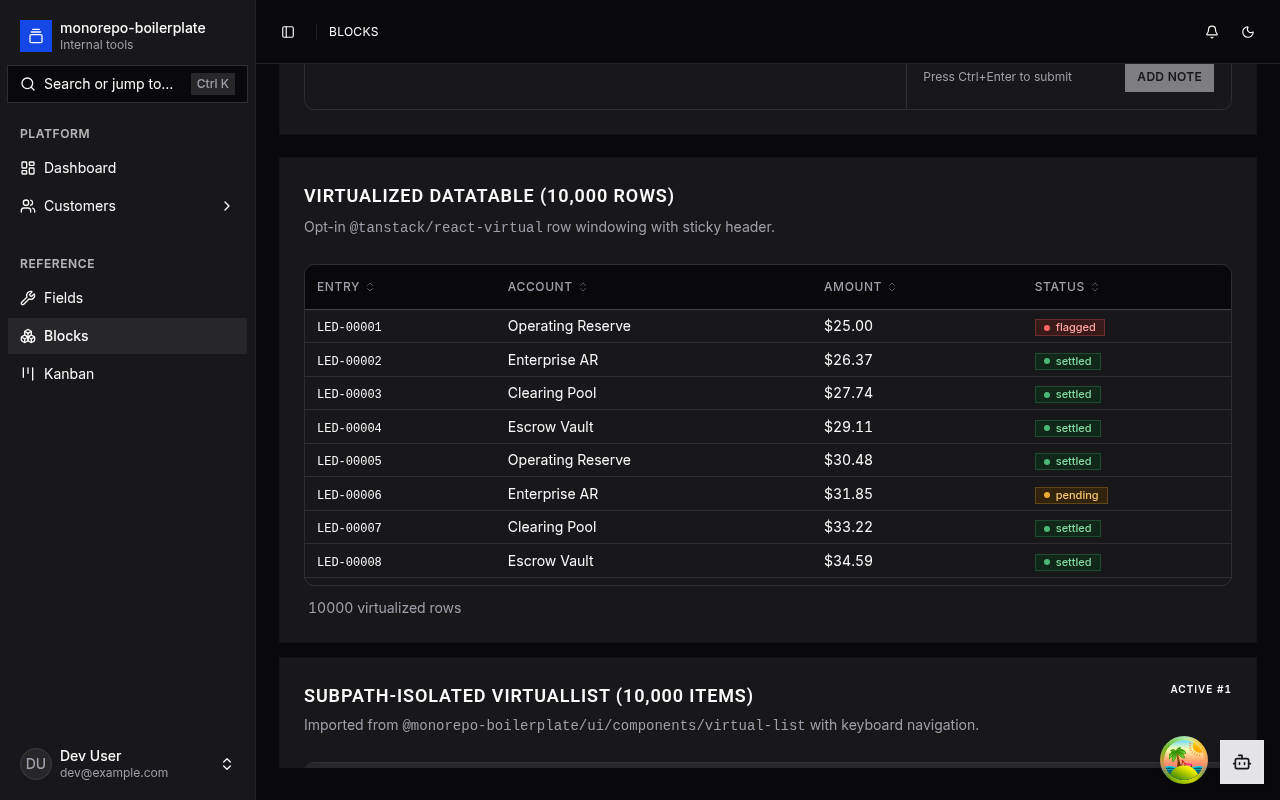 monorepo-boilerplate
Internal tools
Search or jump to... Ctrl K
PLATFORM
Dashboard
Customers
REFERENCE
Fields
Blocks
Kanban
DU
Dev User
dev@example.com
BLOCKS
Press Ctrl+Enter to submit
ADD NOTE
VIRTUALIZED DATATABLE (10,000 ROWS)
Opt-in @tanstack/react-virtual row windowing with sticky header.
ENTRY ACCOUNT AMOUNT STATUS
LED-00001 Operating Reserve $25.00 flagged
LED-00002 Enterprise AR $26.37 settled
LED-00003 Clearing Pool $27.74 settled
LED-00004 Escrow Vault $29.11 settled
LED-00005 Operating Reserve $30.48 settled
LED-00006 Enterprise AR $31.85 pending
LED-00007 Clearing Pool $33.22 settled
LED-00008 Escrow Vault $34.59 settled
10000 virtualized rows
SUBPATH-ISOLATED VIRTUALLIST (10,000 ITEMS)
ACTIVE #1
Imported from @monorepo-boilerplate/ui/components/virtual-list with keyboard navigation.